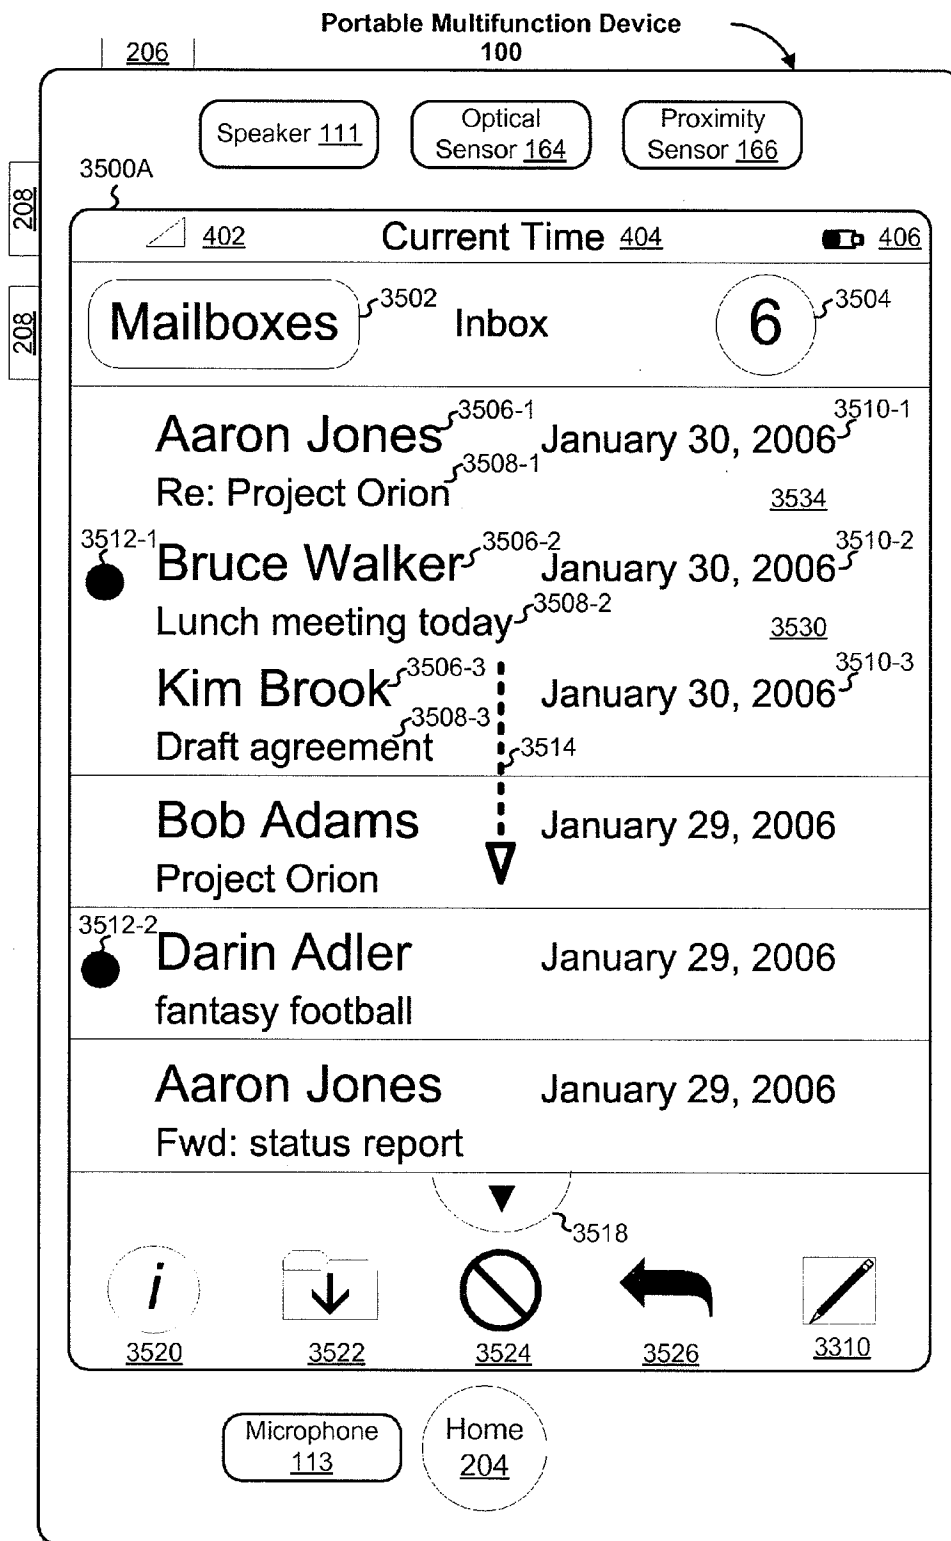 Portable Multifunction Device
100
206
Speaker 111
Optical
Sensor 164
Proximity
Sensor 166
3500A
208
208
402
Current Time 404
406
Mailboxes
3502
Inbox
6
3504
Aaron Jones
3506-1
January 30, 2006
3510-1
Re: Project Orion
3508-1
3534
3512-1
Bruce Walker
3506-2
January 30, 2006
3510-2
Lunch meeting today
3508-2
3530
Kim Brook
3506-3
January 30, 2006
3510-3
Draft agreement
3508-3
3514
Bob Adams
January 29, 2006
Project Orion
3512-2
Darin Adler
January 29, 2006
fantasy football
Aaron Jones
January 29, 2006
Fwd: status report
3518
i
3520
3522
3524
3526
3310
Microphone
113
Home
204